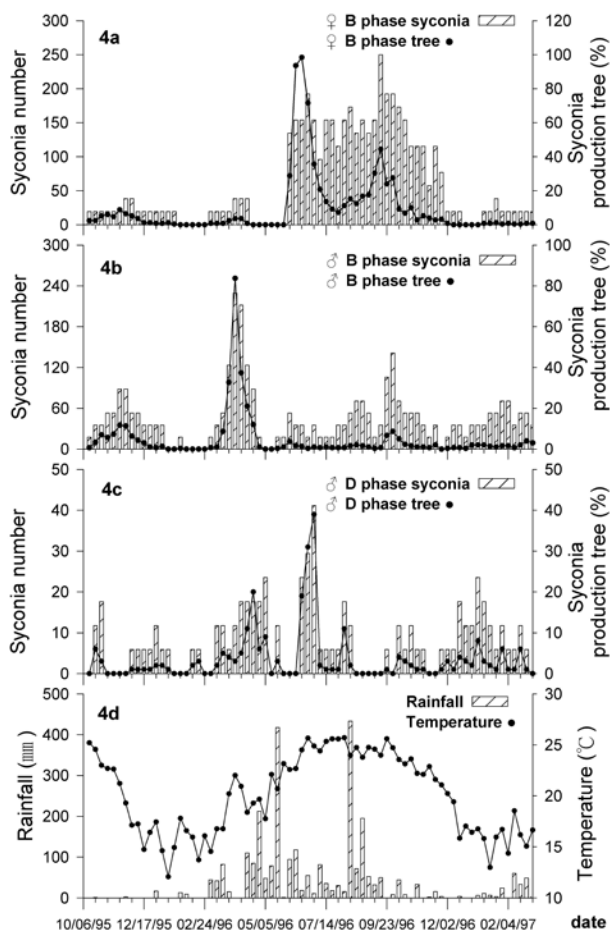 4a
♀ B phase syconia
♀ B phase tree
Syconia number
300
250
200
150
100
50
0
Syconia production tree (%)
120
100
80
60
40
20
0
4b
♂ B phase syconia
♂ B phase tree
Syconia number
300
240
180
120
60
0
Syconia production tree (%)
100
80
60
40
20
0
4c
♂ D phase syconia
♂ D phase tree
Syconia number
50
40
30
20
10
0
Syconia production tree (%)
50
40
30
20
10
0
4d
Rainfall
Temperature
Rainfall (㎜)
500
400
300
200
100
0
Temperature (℃)
30
25
20
15
10
10/06/95 12/17/95 02/24/96 05/05/96 07/14/96 09/23/96 12/02/96 02/04/97 date